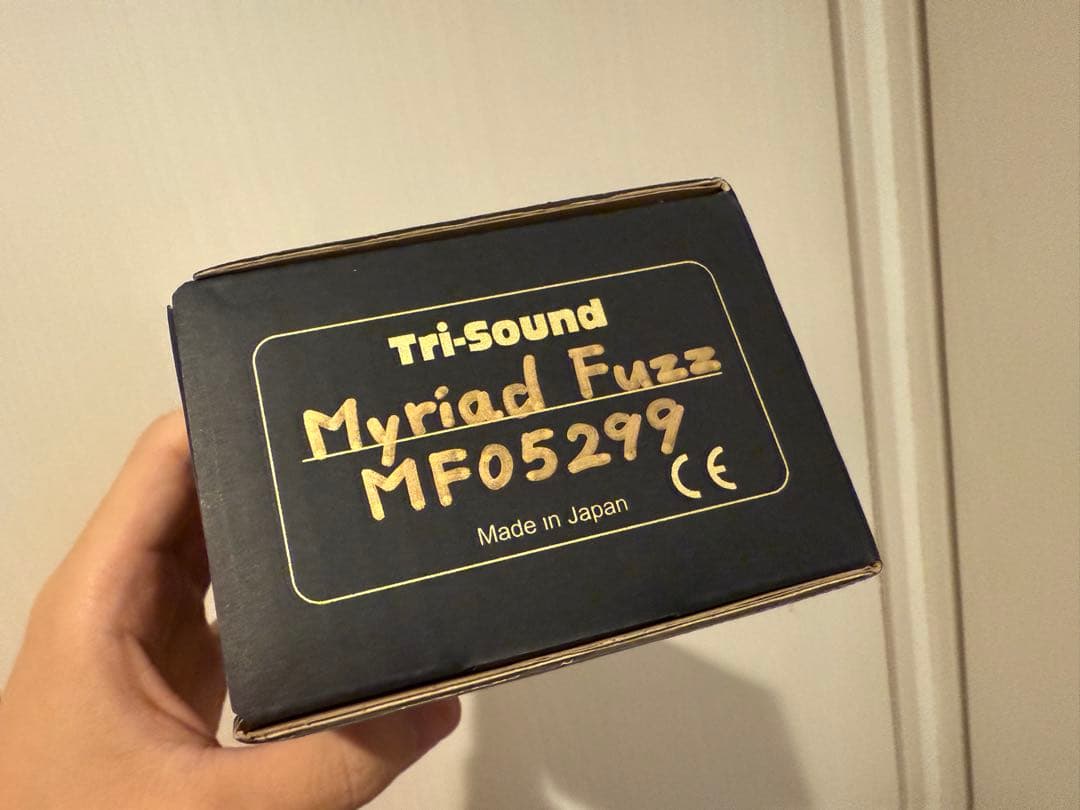 Tri-Sound
Myriad Fuzz
MF05299
CE
Made in Japan